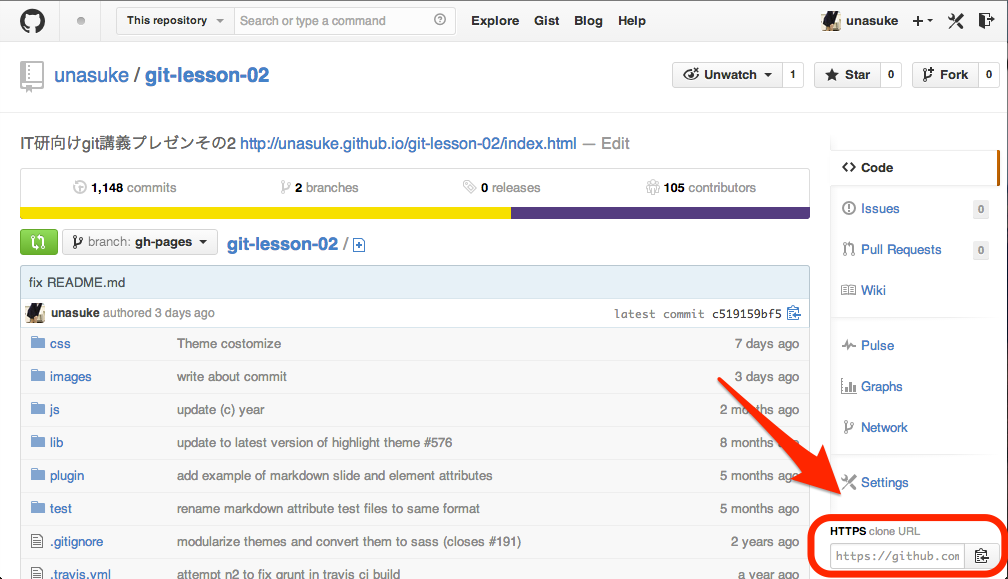 This repository Search or type a command Explore Gist Blog Help unasuke
unasuke / git-lesson-02 Unwatch 1 Star 0 Fork 0
IT研向けgit講義プレゼンその2 http://unasuke.github.io/git-lesson-02/index.html — Edit
1,148 commits 2 branches 0 releases 105 contributors
branch: gh-pages git-lesson-02 /
fix README.md
unasuke authored 3 days ago latest commit c519159bf5
css Theme costomize 7 days ago
images write about commit 3 days ago
js update (c) year 2 months ago
lib update to latest version of highlight theme #576 8 months ago
plugin add example of markdown slide and element attributes 5 months ago
test rename markdown attribute test files to same format 5 months ago
.gitignore modularize themes and convert them to sass (closes #191) 2 years ago
.travis.yml attempt n2 to fix grunt in travis ci build a year ago
Code
Issues 0
Pull Requests 0
Wiki
Pulse
Graphs
Network
Settings
HTTPS clone URL
https://github.com